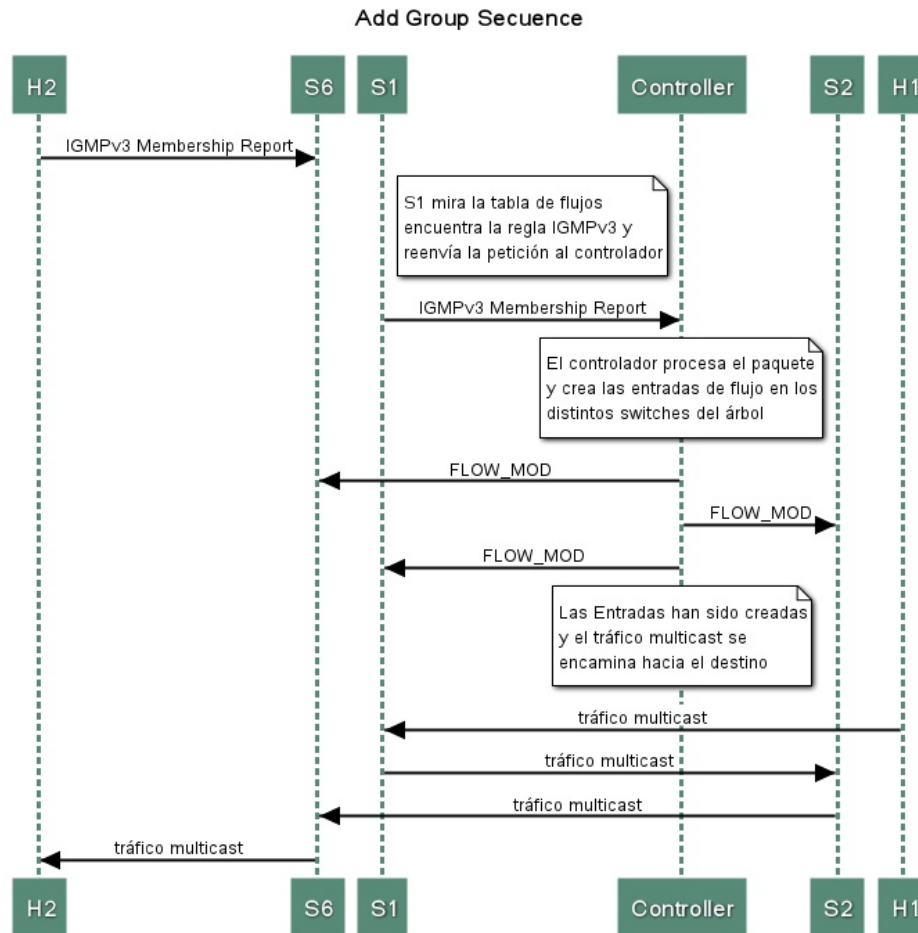 Add Group Secuence
H2 S6 S1 Controller S2 H1
IGMPv3 Membership Report
S1 mira la tabla de flujos
encuentra la regla IGMPv3 y
reenvía la petición al controlador
IGMPv3 Membership Report
El controlador procesa el paquete
y crea las entradas de flujo en los
distintos switches del árbol
FLOW_MOD
FLOW_MOD
FLOW_MOD
Las Entradas han sido creadas
y el tráfico multicast se
encamina hacia el destino
tráfico multicast
tráfico multicast
tráfico multicast
tráfico multicast
H2 S6 S1 Controller S2 H1